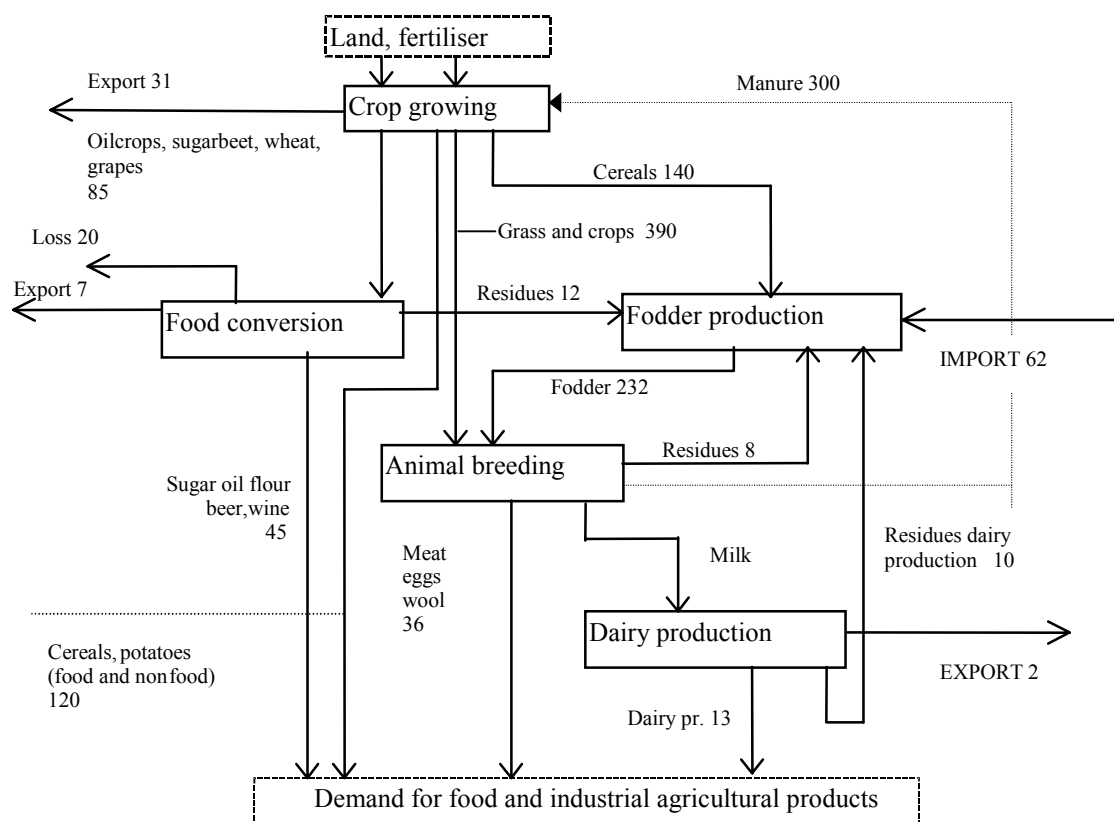 Land, fertiliser
Export 31
Manure 300
Crop growing
Oilcrops, sugarbeet, wheat,
grapes
85
Cereals 140
Grass and crops 390
Loss 20
Export 7
Residues 12
Food conversion
Fodder production
IMPORT 62
Fodder 232
Residues 8
Animal breeding
Sugar oil flour
beer,wine
45
Meat
eggs
wool
36
Milk
Residues dairy
production 10
Dairy production
Cereals, potatoes
(food and nonfood)
120
EXPORT 2
Dairy pr. 13
Demand for food and industrial agricultural products